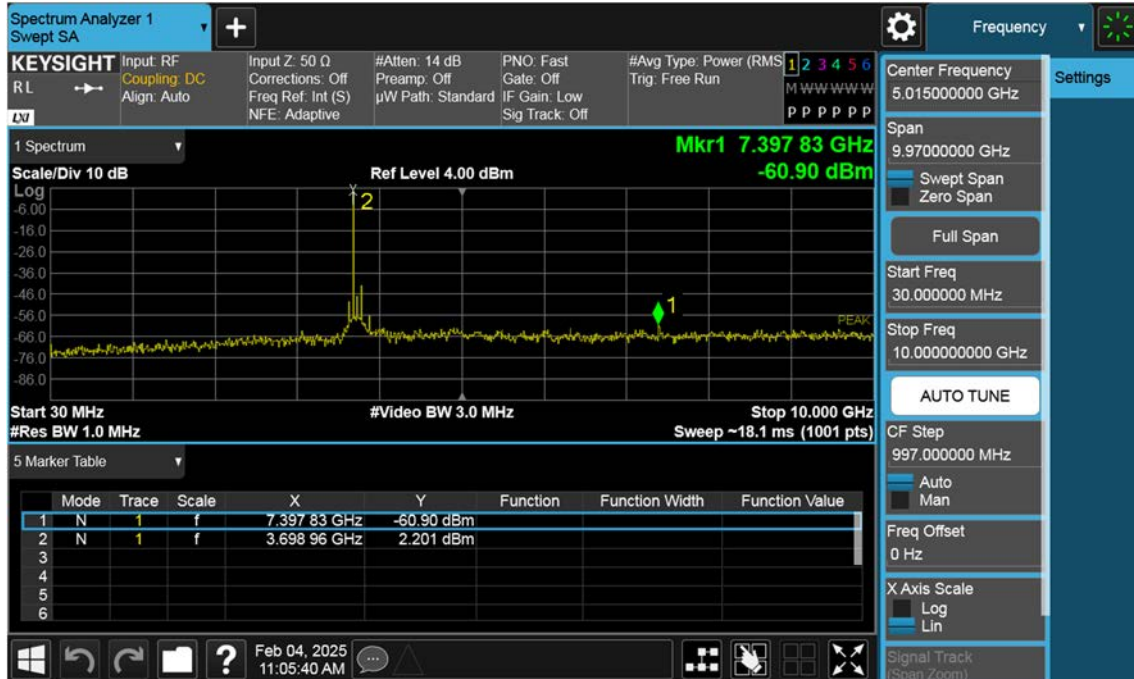 Spectrum Analyzer 1
Swept SA
Frequency
KEYSIGHT
R L
LXI
Input: RF
Coupling: DC
Align: Auto
Input Z: 50 Ω
Corrections: Off
Freq Ref: Int (S)
NFE: Adaptive
#Atten: 14 dB
Preamp: Off
µW Path: Standard
PNO: Fast
Gate: Off
IF Gain: Low
Sig Track: Off
#Avg Type: Power (RMS
Trig: Free Run
1 2 3 4 5 6
M W W W W W
P P P P P P
Settings
1 Spectrum
Mkr1 7.397 83 GHz
-60.90 dBm
Scale/Div 10 dB
Ref Level 4.00 dBm
Log
-6.00
-16.0
-26.0
-36.0
-46.0
-56.0
-66.0
-76.0
-86.0
2
1
PEAK
Start 30 MHz
#Video BW 3.0 MHz
Stop 10.000 GHz
#Res BW 1.0 MHz
Sweep ~18.1 ms (1001 pts)
5 Marker Table
Mode Trace Scale X Y Function Function Width Function Value
1 N 1 f 7.397 83 GHz -60.90 dBm
2 N 1 f 3.698 96 GHz 2.201 dBm
3
4
5
6
Feb 04, 2025
11:05:40 AM
Center Frequency
5.015000000 GHz
Span
9.97000000 GHz
Swept Span
Zero Span
Full Span
Start Freq
30.000000 MHz
Stop Freq
10.000000000 GHz
AUTO TUNE
CF Step
997.000000 MHz
Auto
Man
Freq Offset
0 Hz
X Axis Scale
Log
Lin
Signal Track
(Span Zoom)